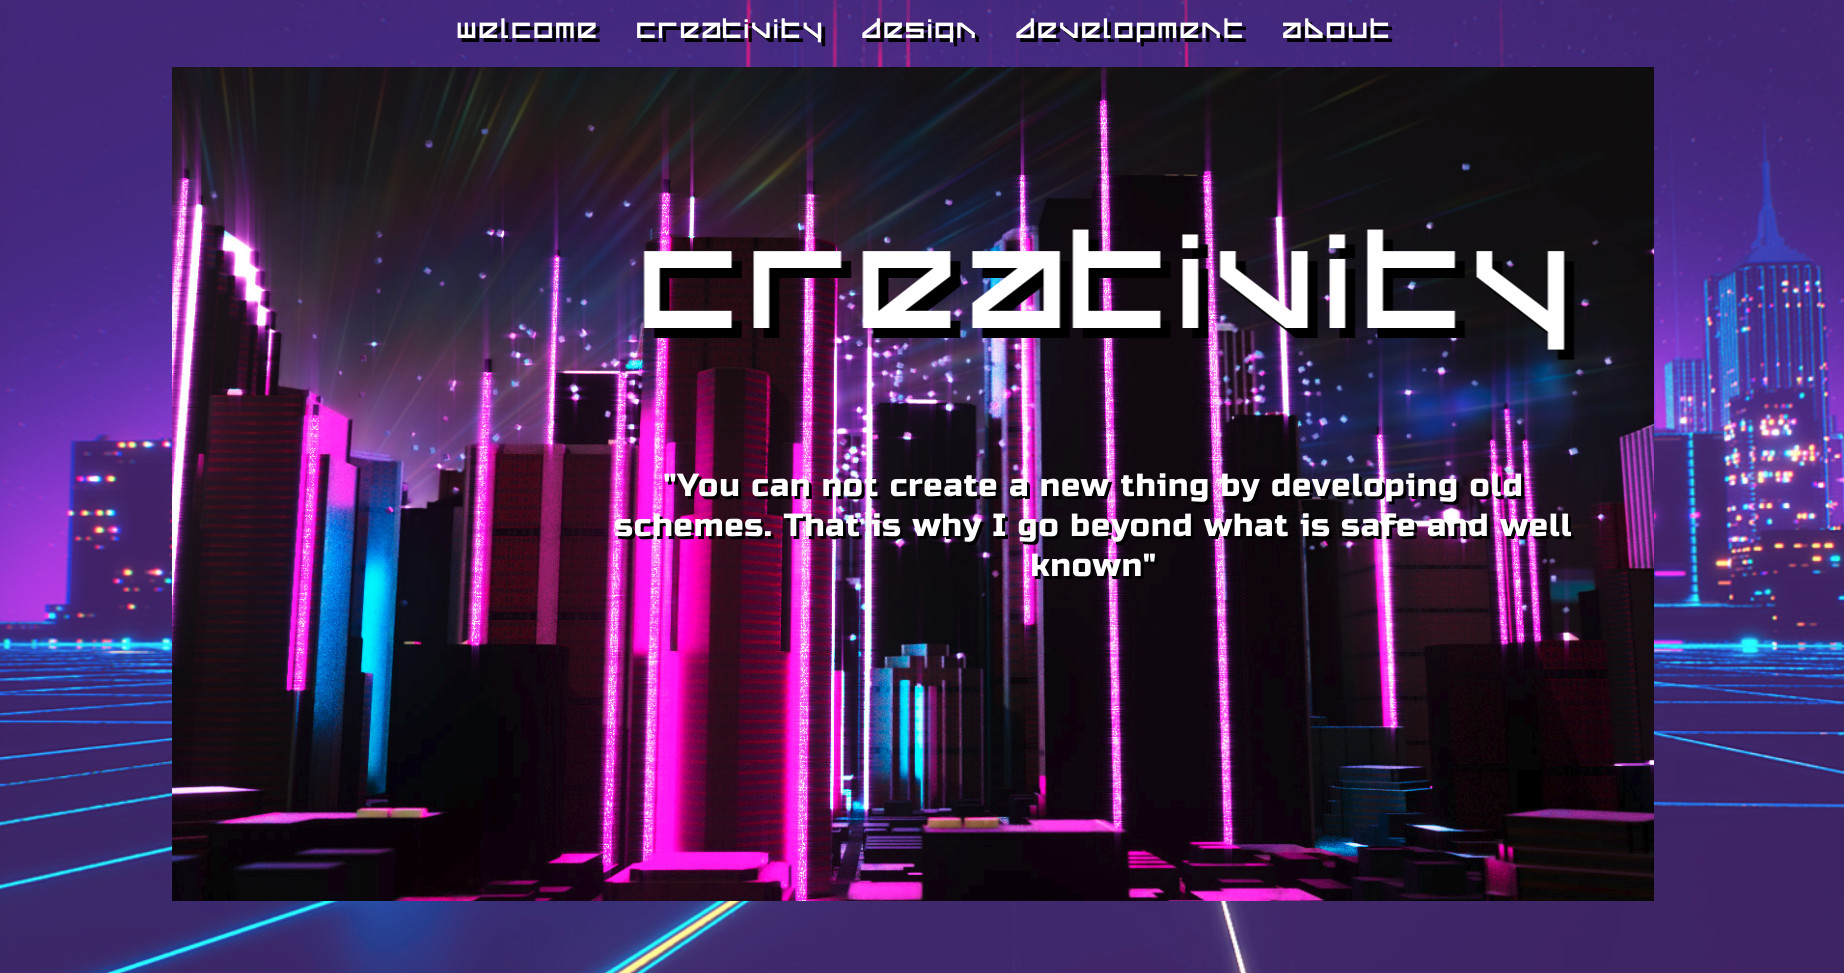 welcome creativity design development about
creativity
"You can not create a new thing by developing old
schemes. That is why I go beyond what is safe and well
known"